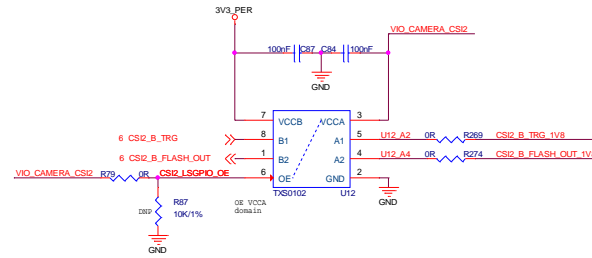 3V3_PER
VIO_CAMERA_CSI2
100nF C87 C84 100nF
GND
7 VCCB VCCA 3
6 CSI2_B_TRG 8 B1 A1 5 U12_A2 0R R269 CSI2_B_TRG_1V8
6 CSI2_B_FLASH_OUT 1 B2 A2 4 U12_A4 0R R274 CSI2_B_FLASH_OUT_1V8
VIO_CAMERA_CSI2 R79 0R CSI2_LSGPIO_OE 6 OE GND 2
TXS0102 U12
DNP R87
10K/1%
OE VCCA
domain
GND
GND